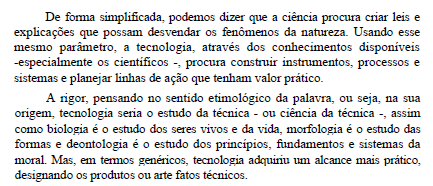 De forma simplificada, podemos dizer que a ciência procura criar leis e
explicações que possam desvendar os fenômenos da natureza. Usando esse
mesmo parâmetro, a tecnologia, através dos conhecimentos disponíveis
-especialmente os científicos -, procura construir instrumentos, processos e
sistemas e planejar linhas de ação que tenham valor prático.
A rigor, pensando no sentido etimológico da palavra, ou seja, na sua
origem, tecnologia seria o estudo da técnica - ou ciência da técnica -, assim
como biologia é o estudo dos seres vivos e da vida, morfologia é o estudo das
formas e deontologia é o estudo dos princípios, fundamentos e sistemas da
moral. Mas, em termos genéricos, tecnologia adquiriu um alcance mais prático,
designando os produtos ou arte fatos técnicos.